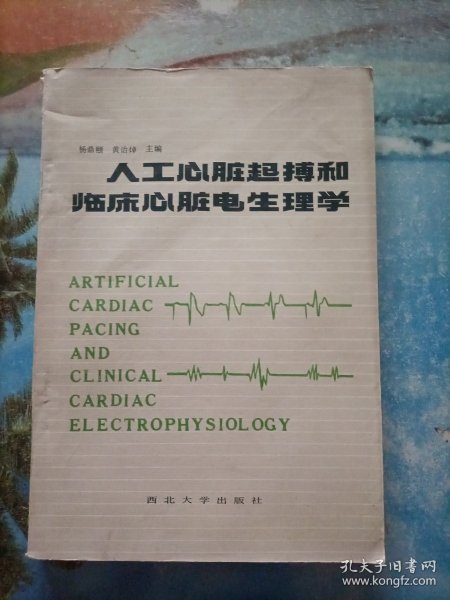 杨鼎颐 黄治焯 主编
人工心脏起搏和
临床心脏电生理学
ARTIFICIAL
CARDIAC
PACING
AND
CLINICAL
CARDIAC
ELECTROPHYSIOLOGY
西北大学出版社
孔夫子旧书网
www.kongfz.com